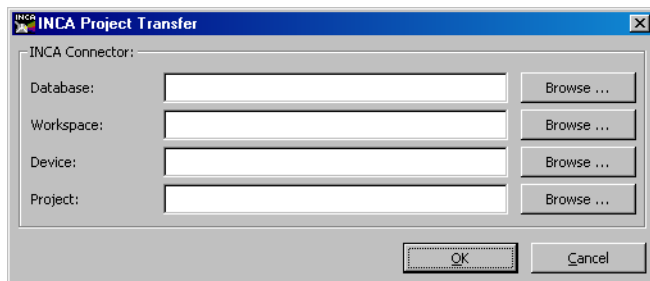 INCA INCA Project Transfer
INCA Connector:
Database: Browse ...
Workspace: Browse ...
Device: Browse ...
Project: Browse ...
OK Cancel